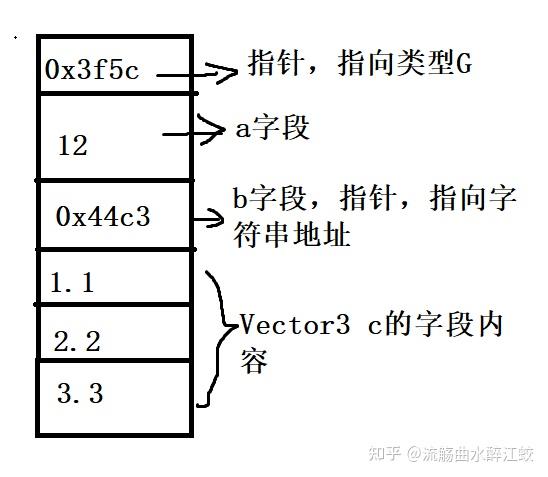 0x3f5c
指针，指向类型G
12
a字段
0x44c3
b字段，指针，指向字
符串地址
1.1
2.2
3.3
Vector3 c的字段内
容
知乎 @流觞曲水醉江蛟